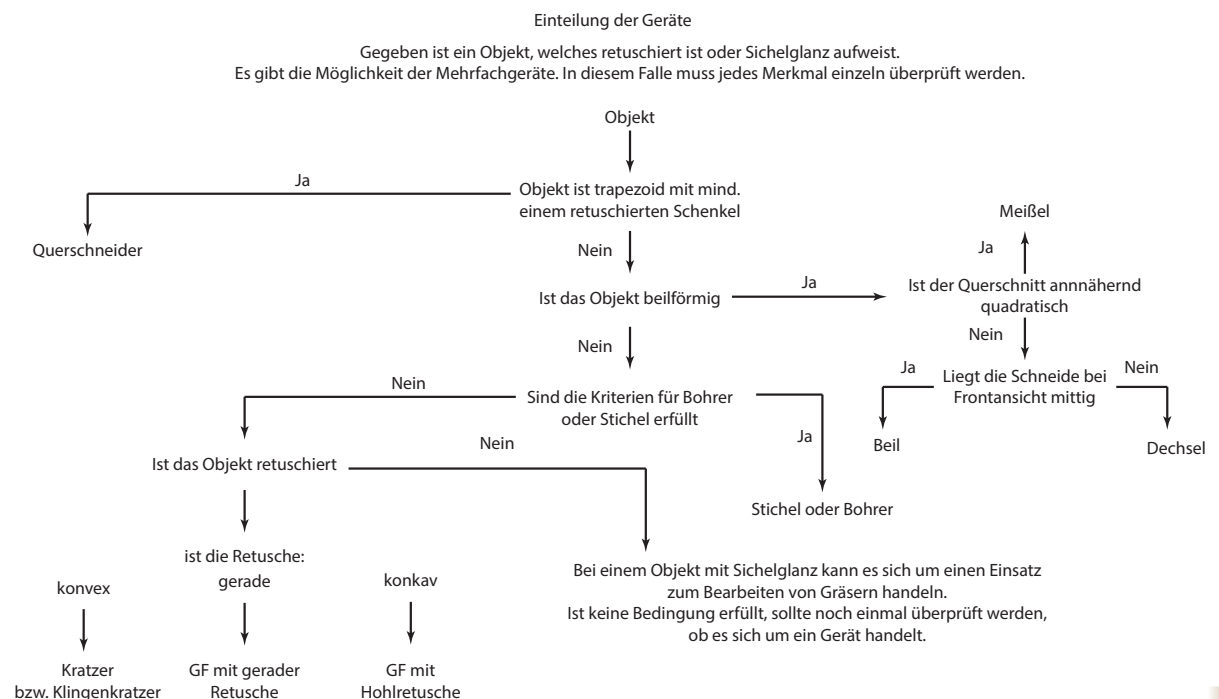 Einteilung der Geräte
Gegeben ist ein Objekt, welches retuschiert ist oder Sichelglanz aufweist.
Es gibt die Möglichkeit der Mehrfachgeräte. In diesem Falle muss jedes Merkmal einzeln überprüft werden.
Objekt
Ja
Objekt ist trapezoid mit mind.
einem retuschierten Schenkel
Querschneider
Nein
Meißel
Ja
Ist das Objekt beilförmig
Ja
Ist der Querschnitt annnähernd
quadratisch
Nein
Nein
Ja
Liegt die Schneide bei
Frontansicht mittig
Nein
Beil
Dechsel
Nein
Sind die Kriterien für Bohrer
oder Stichel erfüllt
Ja
Stichel oder Bohrer
Ist das Objekt retuschiert
Nein
ist die Retusche:
gerade
konvex
konkav
Bei einem Objekt mit Sichelglanz kann es sich um einen Einsatz
zum Bearbeiten von Gräsern handeln.
Ist keine Bedingung erfüllt, sollte noch einmal überprüft werden,
ob es sich um ein Gerät handelt.
Kratzer
bzw. Klingenkratzer
GF mit gerader
Retusche
GF mit
Hohlretusche